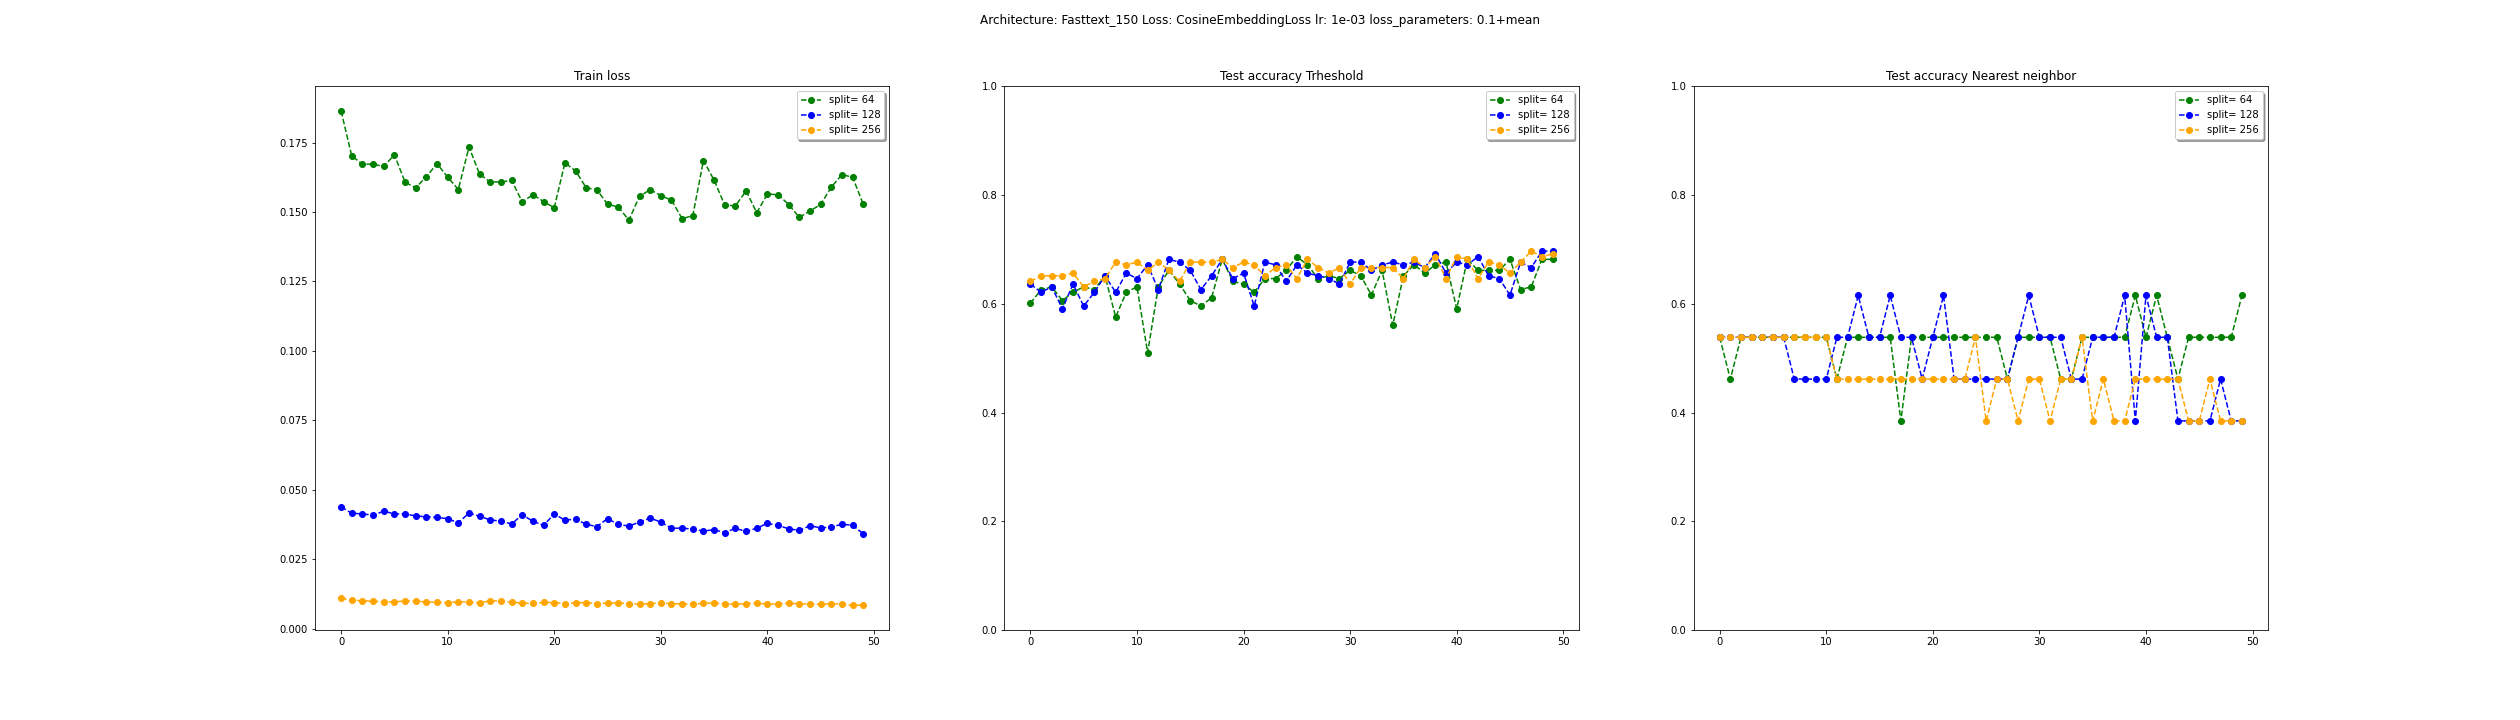 Architecture: Fasttext_150 Loss: CosineEmbeddingLoss lr: 1e-03 loss_parameters: 0.1+mean
Train loss
split= 64
split= 128
split= 256
0.175
0.150
0.125
0.100
0.075
0.050
0.025
0.000
0 10 20 30 40 50
Test accuracy Trheshold
split= 64
split= 128
split= 256
1.0
0.8
0.6
0.4
0.2
0.0
0 10 20 30 40 50
Test accuracy Nearest neighbor
split= 64
split= 128
split= 256
1.0
0.8
0.6
0.4
0.2
0.0
0 10 20 30 40 50